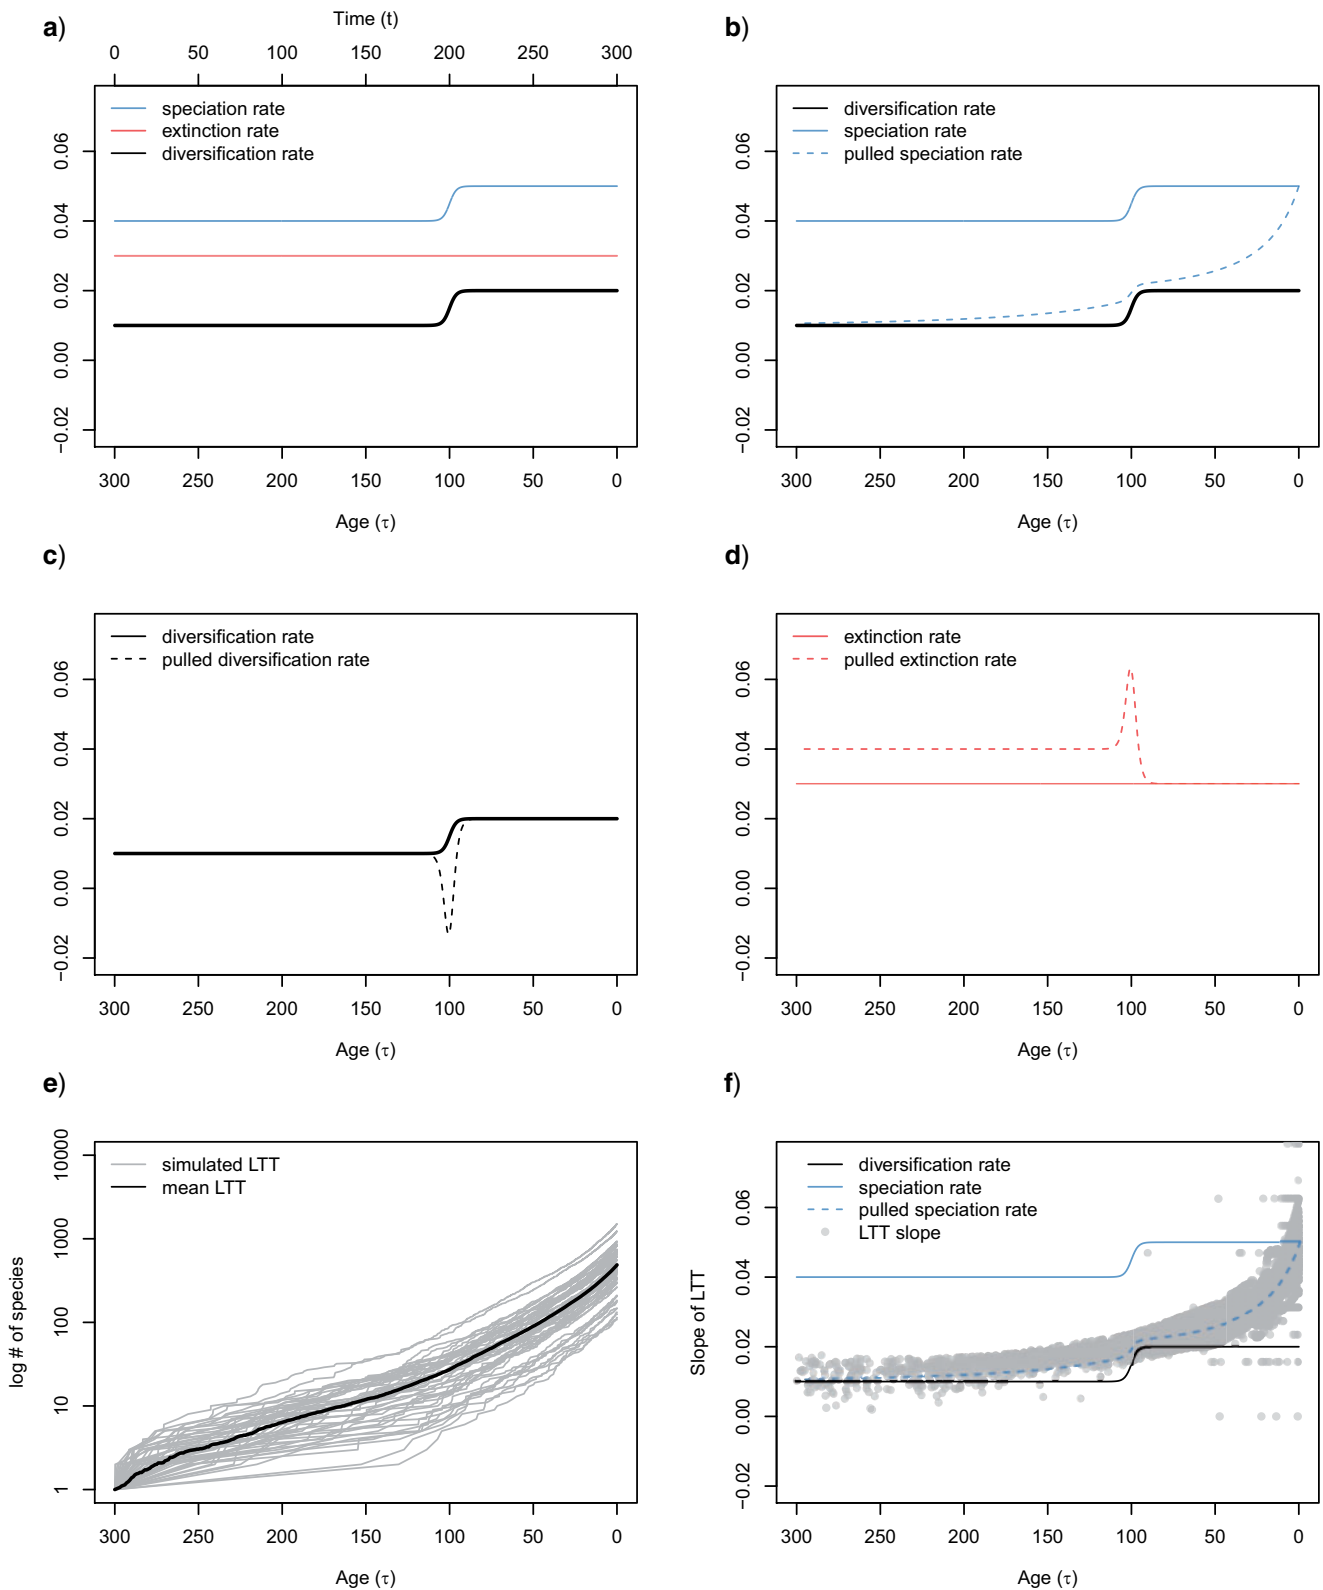 a)
Time (t)
0 50 100 150 200 250 300
speciation rate
extinction rate
diversification rate
−0.02 0.00 0.02 0.04 0.06
300 250 200 150 100 50 0
Age (τ)
b)
diversification rate
speciation rate
pulled speciation rate
−0.02 0.00 0.02 0.04 0.06
300 250 200 150 100 50 0
Age (τ)
c)
diversification rate
pulled diversification rate
−0.02 0.00 0.02 0.04 0.06
300 250 200 150 100 50 0
Age (τ)
d)
extinction rate
pulled extinction rate
−0.02 0.00 0.02 0.04 0.06
300 250 200 150 100 50 0
Age (τ)
e)
simulated LTT
mean LTT
log # of species
1 10 100 1000 10000
300 250 200 150 100 50 0
Age (τ)
f)
diversification rate
speciation rate
pulled speciation rate
LTT slope
Slope of LTT
−0.02 0.00 0.02 0.04 0.06
300 250 200 150 100 50 0
Age (τ)